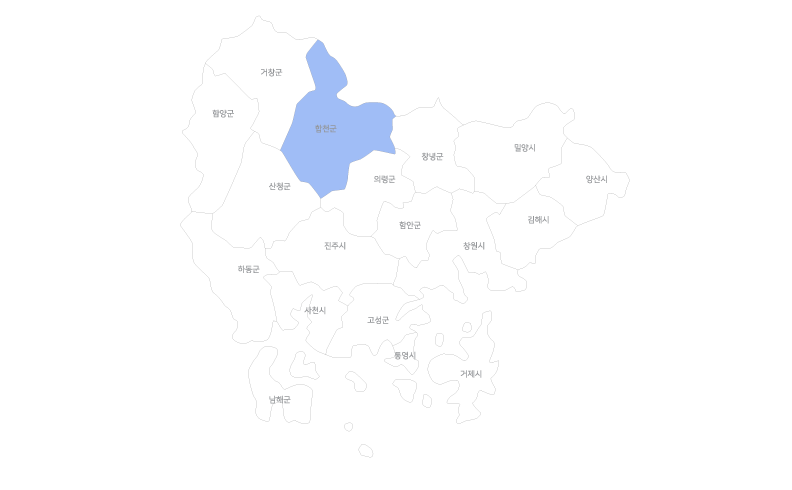 거창군
함양군
합천군
창녕군
밀양시
산청군
의령군
양산시
김해시
함안군
진주시
창원시
하동군
사천시
고성군
통영시
거제시
남해군